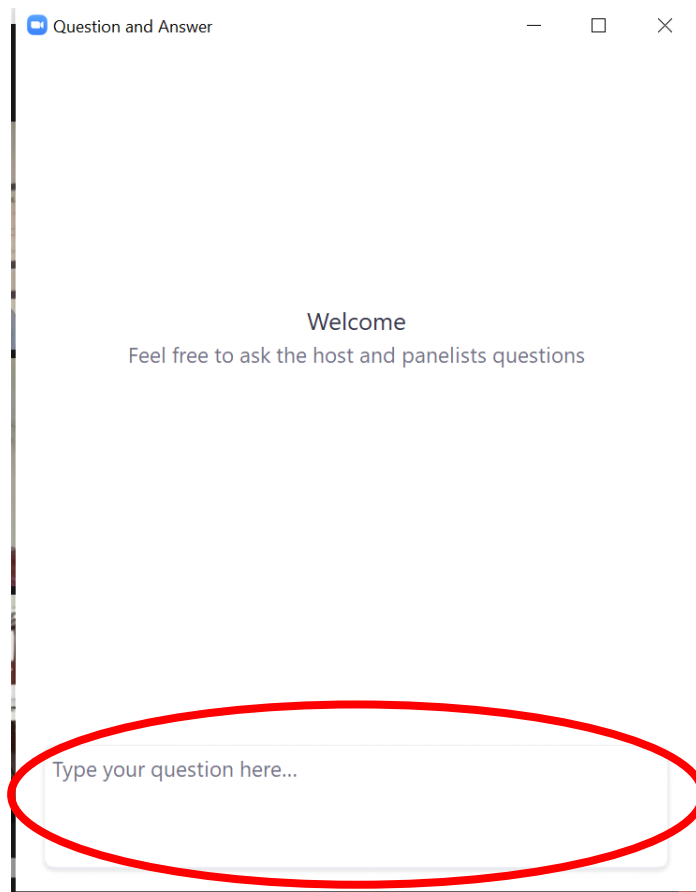 Question and Answer
Welcome
Feel free to ask the host and panelists questions
Type your question here...